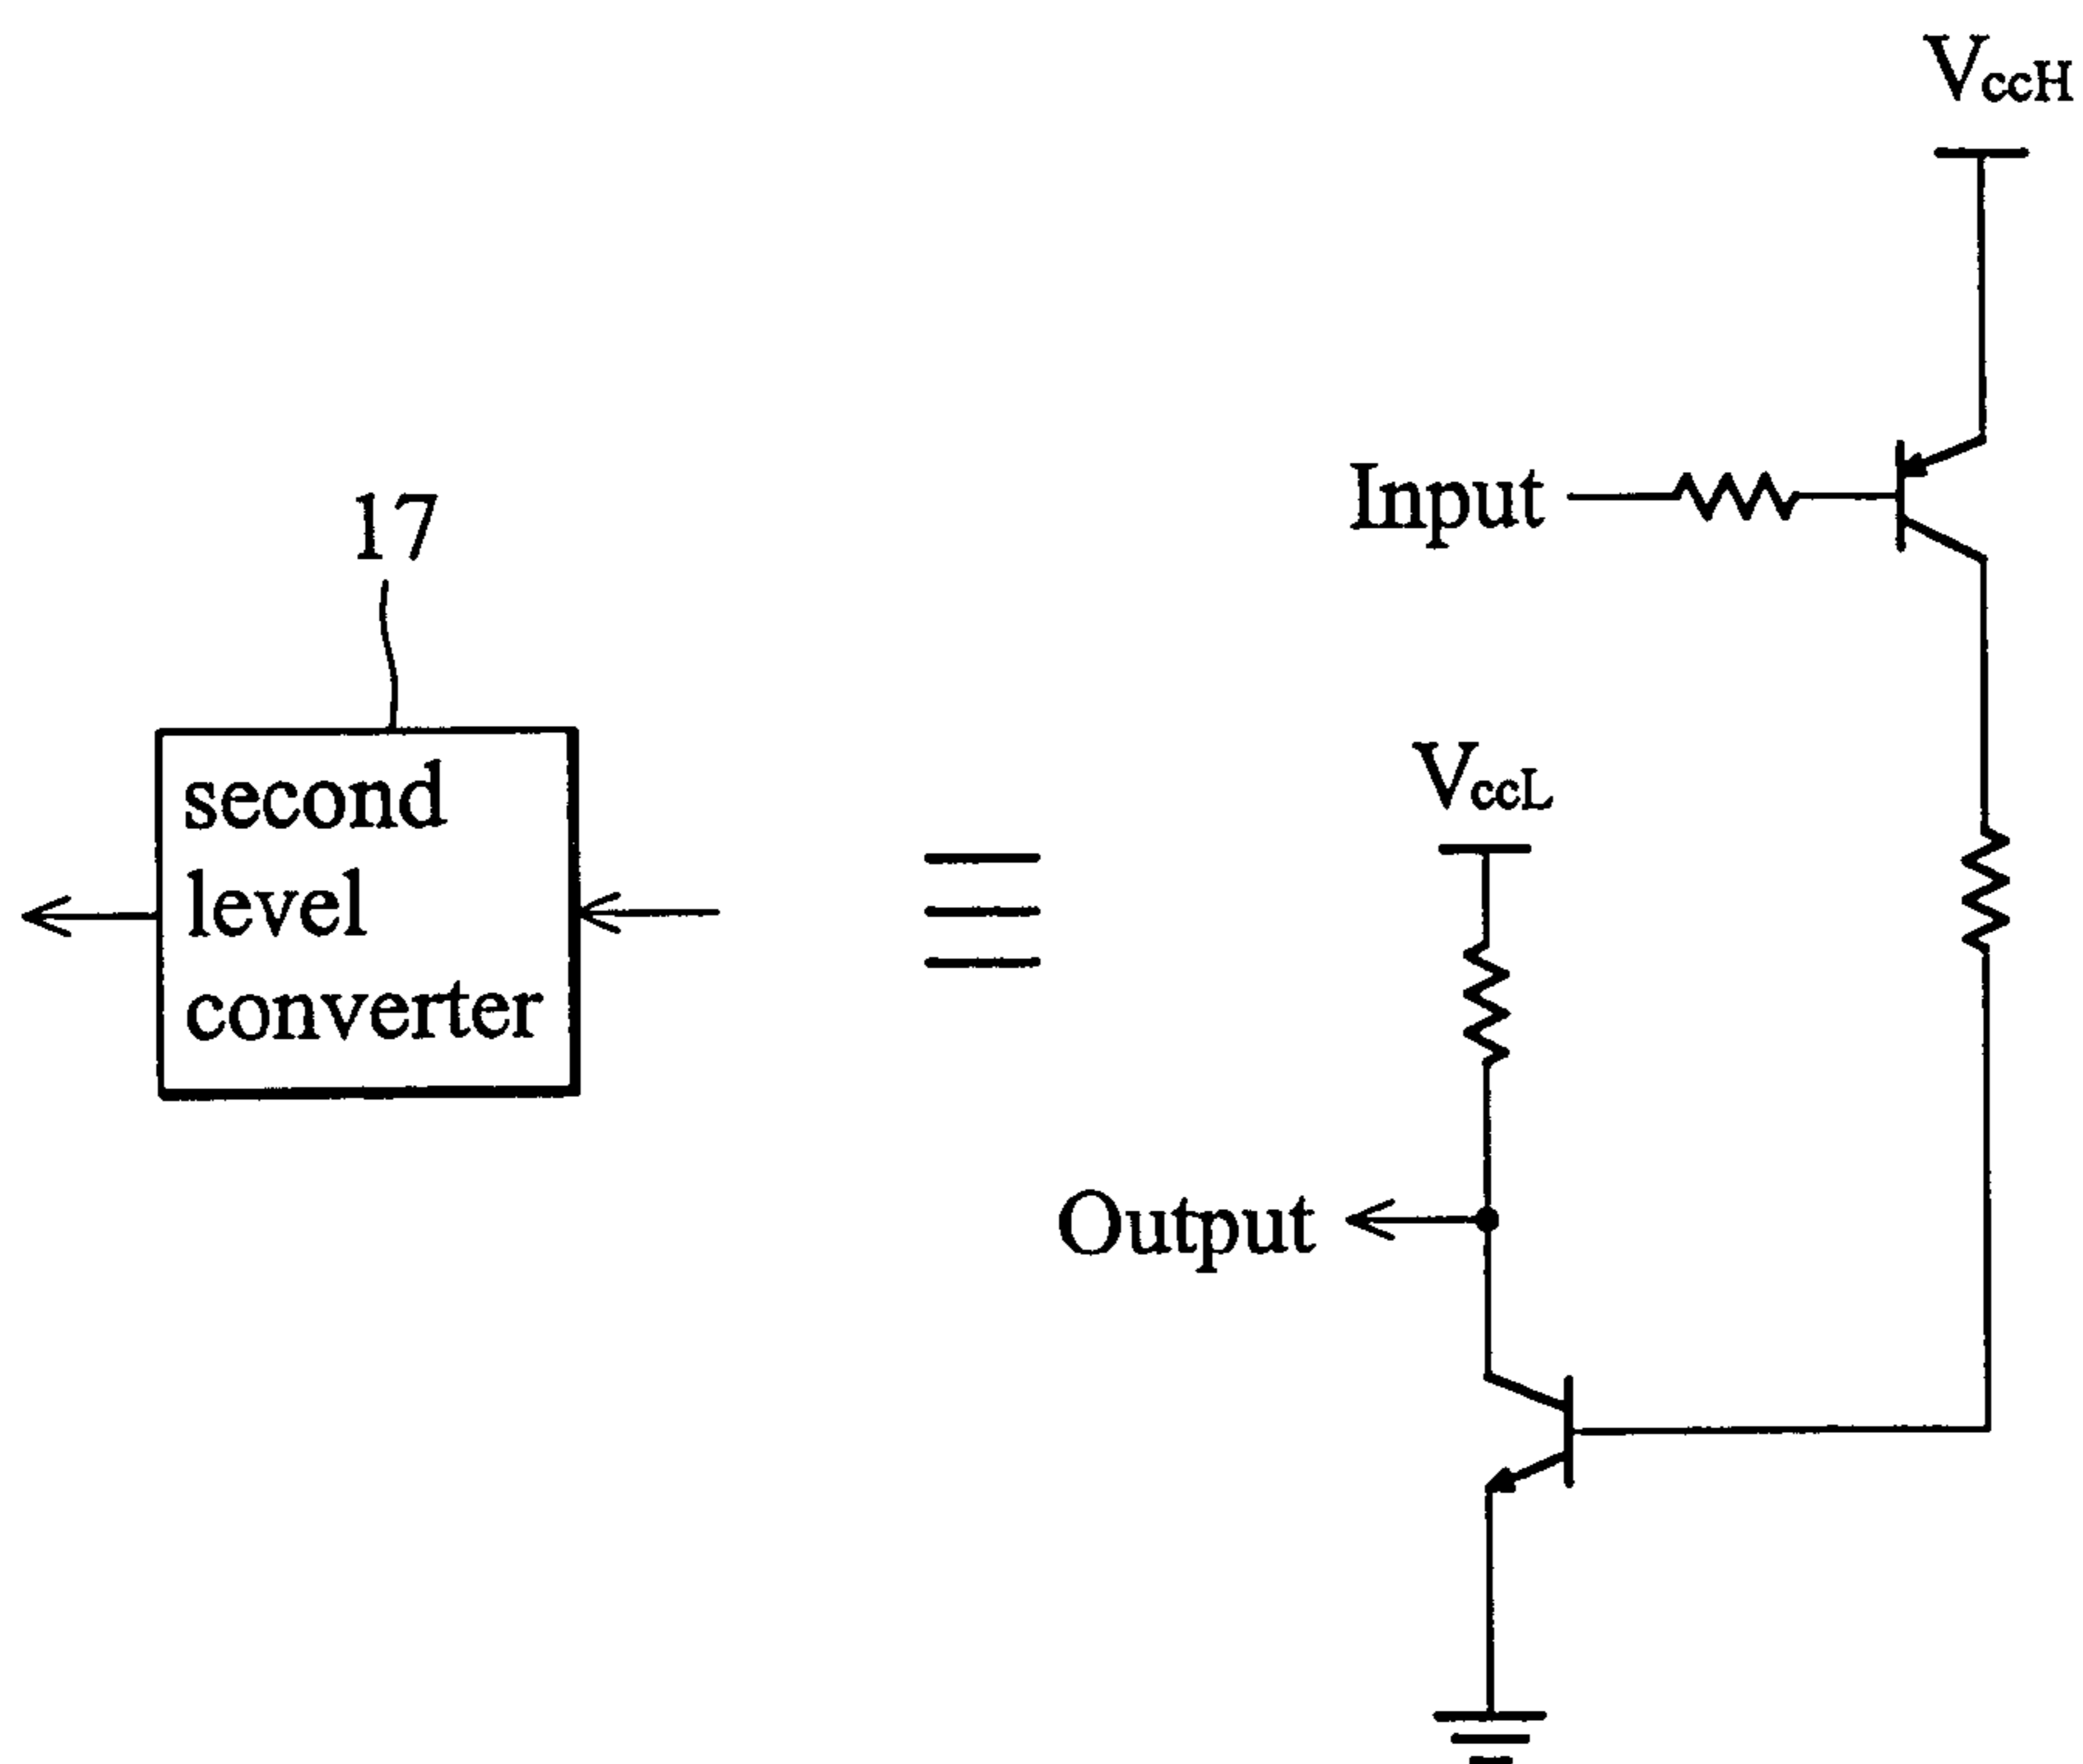 VccH
Input
17
second
level
converter
VccL
Output